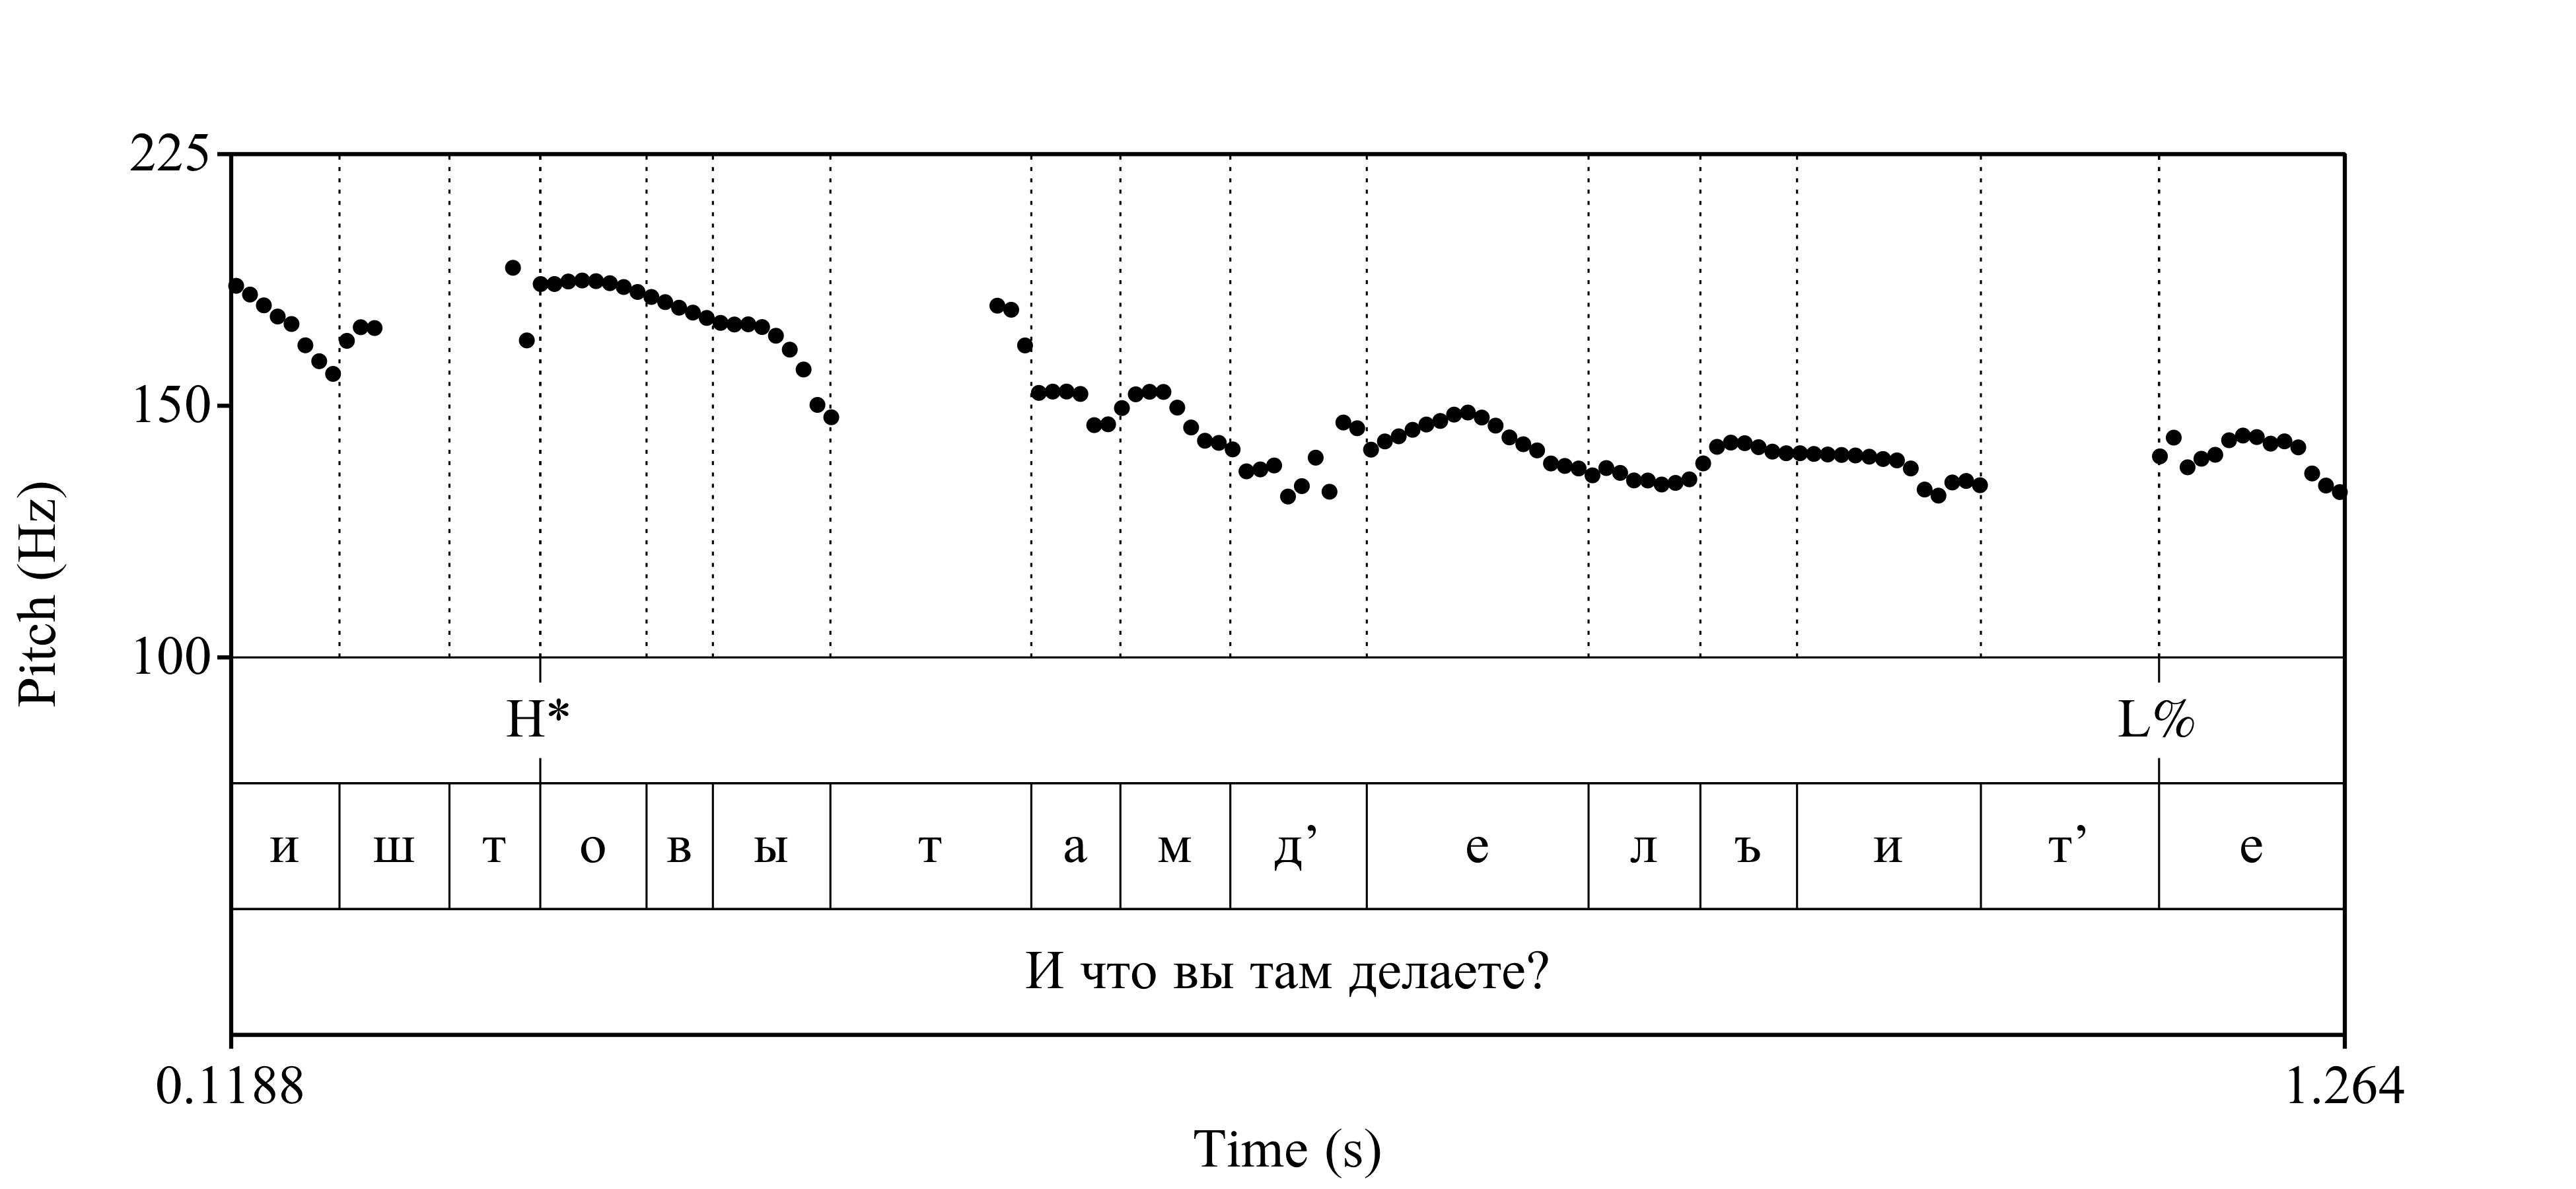 225
150
100
Pitch (Hz)
H* L%
и ш т о в ы т а м д’ е л ъ и т’ е
И что вы там делаете?
0.1188 1.264
Time (s)